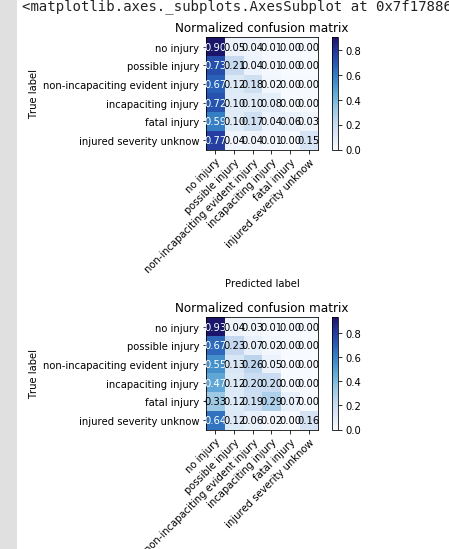 <matplotlib.axes._subplots.AxesSubplot at 0x7f17886
Normalized confusion matrix
True label
no injury 0.90 0.05 0.04 0.01 0.00 0.00
possible injury 0.73 0.21 0.04 0.01 0.00 0.00
non-incapaciting evident injury 0.67 0.12 0.18 0.02 0.00 0.00
incapaciting injury 0.72 0.10 0.10 0.08 0.00 0.00
fatal injury 0.59 0.10 0.17 0.04 0.06 0.03
injured severity unknow 0.77 0.04 0.04 0.01 0.00 0.15
0.8
0.6
0.4
0.2
0.0
no injury
possible injury
non-incapaciting evident injury
incapaciting injury
fatal injury
injured severity unknow
Predicted label
Normalized confusion matrix
True label
no injury 0.93 0.04 0.03 0.01 0.00 0.00
possible injury 0.67 0.23 0.07 0.02 0.00 0.00
non-incapaciting evident injury 0.55 0.13 0.26 0.05 0.00 0.00
incapaciting injury 0.47 0.12 0.20 0.20 0.00 0.00
fatal injury 0.33 0.12 0.19 0.29 0.07 0.00
injured severity unknow 0.64 0.12 0.06 0.02 0.00 0.16
0.8
0.6
0.4
0.2
0.0
no injury
possible injury
non-incapaciting evident injury
incapaciting injury
fatal injury
injured severity unknow